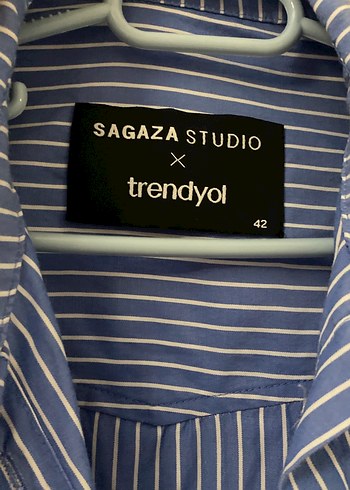 SAGAZA STUDIO
×
trendyol
42